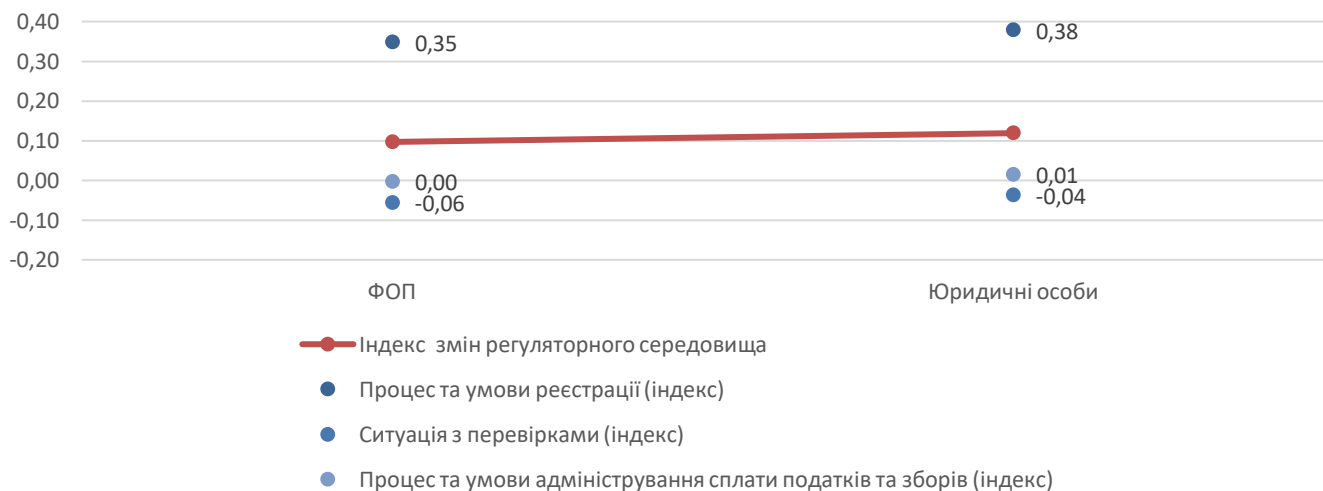 0,40
0,35
0,38
0,30
0,20
0,10
0,00
0,00
0,01
-0,06
-0,04
-0,10
-0,20
ФОП
Юридичні особи
Індекс змін регуляторного середовища
Процес та умови реєстрації (індекс)
Ситуація з перевірками (індекс)
Процес та умови адміністрування сплати податків та зборів (індекс)